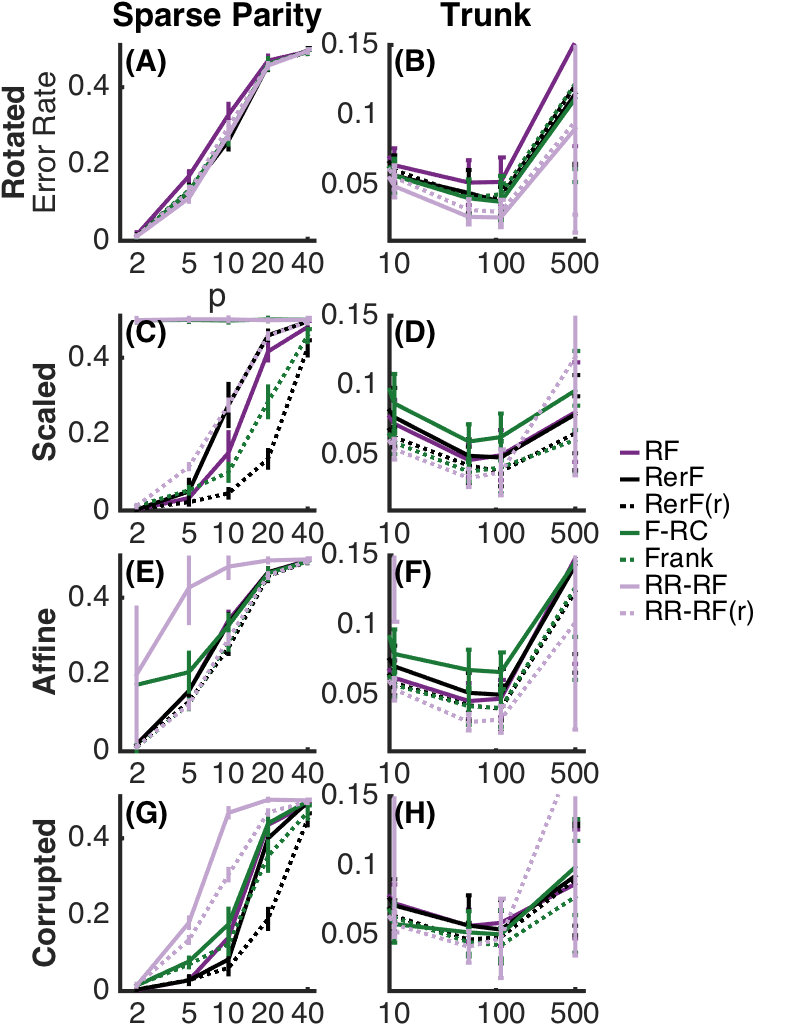 Sparse Parity Trunk
Rotated
Error Rate
(A)
0.4
0.2
0
2 5 10 20 40
p
(B)
0.15
0.1
0.05
10 100 500
Scaled
(C)
0.4
0.2
0
2 5 10 20 40
(D)
0.15
0.1
0.05
10 100 500
RF
RerF
RerF(r)
F-RC
Frank
RR-RF
RR-RF(r)
Affine
(E)
0.4
0.2
0
2 5 10 20 40
(F)
0.15
0.1
0.05
10 100 500
Corrupted
(G)
0.4
0.2
0
2 5 10 20 40
(H)
0.15
0.1
0.05
10 100 500